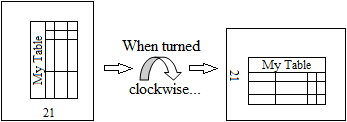 My Table
21
When turned
clockwise...
My Table
21